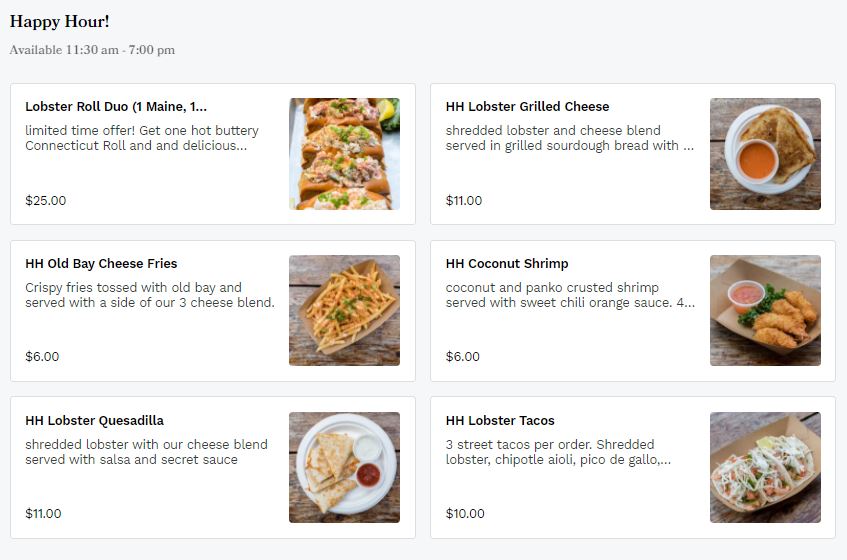 Happy Hour!
Available 11:30 am - 7:00 pm
Lobster Roll Duo (1 Maine, 1...
limited time offer! Get one hot buttery
Connecticut Roll and and delicious...
$25.00
HH Lobster Grilled Cheese
shredded lobster and cheese blend
served in grilled sourdough bread with ...
$11.00
HH Old Bay Cheese Fries
Crispy fries tossed with old bay and
served with a side of our 3 cheese blend.
$6.00
HH Coconut Shrimp
coconut and panko crusted shrimp
served with sweet chili orange sauce. 4...
$6.00
HH Lobster Quesadilla
shredded lobster with our cheese blend
served with salsa and secret sauce
$11.00
HH Lobster Tacos
3 street tacos per order. Shredded
lobster, chipotle aioli, pico de gallo,...
$10.00